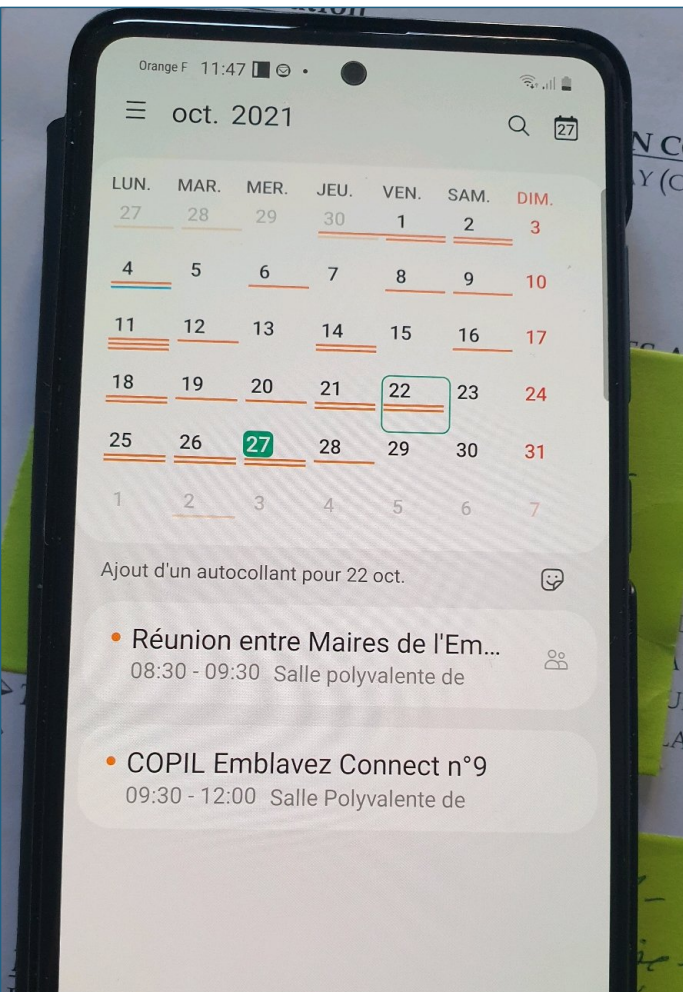 Orange F 11:47
oct. 2021 27
LUN. MAR. MER. JEU. VEN. SAM. DIM.
27 28 29 30 1 2 3
4 5 6 7 8 9 10
11 12 13 14 15 16 17
18 19 20 21 22 23 24
25 26 27 28 29 30 31
1 2 3 4 5 6 7
Ajout d'un autocollant pour 22 oct.
Réunion entre Maires de l'Em...
08:30 - 09:30 Salle polyvalente de
COPIL Emblavez Connect n°9
09:30 - 12:00 Salle Polyvalente de